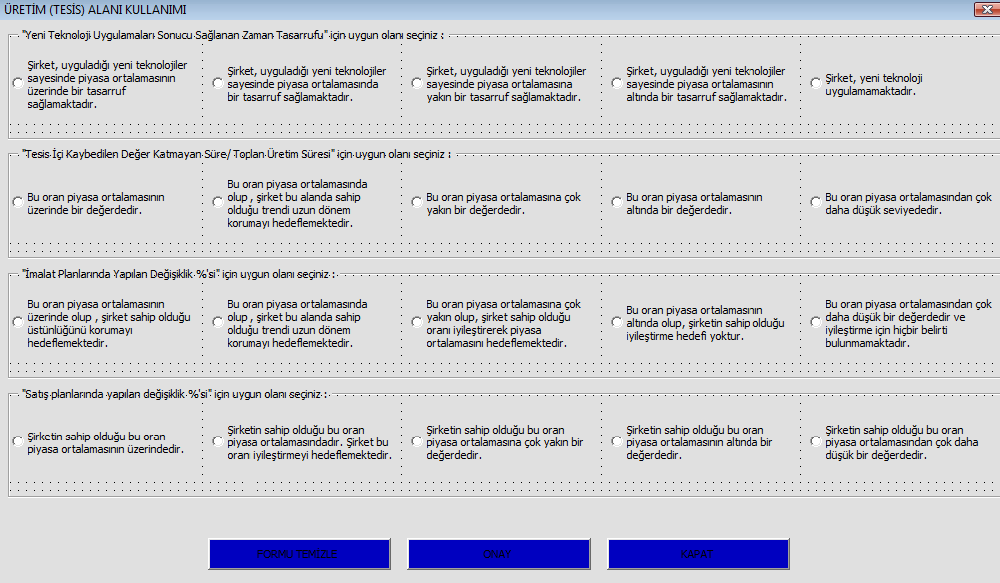 ÜRETİM (TESİS) ALANI KULLANIMI
"Yeni Teknoloji Uygulamaları Sonucu Sağlanan Zaman Tasarrufu" için uygun olanı seçiniz :
Şirket, uyguladığı yeni teknolojiler
sayesinde piyasa ortalamasının
üzerinde bir tasarruf
sağlamaktadır.
Şirket, uyguladığı yeni teknolojiler
sayesinde piyasa ortalamasında
bir tasarruf sağlamaktadır.
Şirket, uyguladığı yeni teknolojiler
sayesinde piyasa ortalamasına
yakın bir tasarruf sağlamaktadır.
Şirket, uyguladığı yeni teknolojiler
sayesinde piyasa ortalamasının
altında bir tasarruf sağlamaktadır.
Şirket, yeni teknoloji
uygulamamaktadır.
"Tesis İçi Kaybedilen Değer Katmayan Süre/ Toplan Üretim Süresi" için uygun olanı seçiniz :
Bu oran piyasa ortalamasının
üzerinde bir değerdedir.
Bu oran piyasa ortalamasında
olup , şirket bu alanda sahip
olduğu trendi uzun dönem
korumayı hedeflemektedir.
Bu oran piyasa ortalamasına çok
yakın bir değerdedir.
Bu oran piyasa ortalamasının
altında bir değerdedir.
Bu oran piyasa ortalamasından çok
daha düşük seviyededir.
"İmalat Planlarında Yapılan Değişiklik %'si" için uygun olanı seçiniz :
Bu oran piyasa ortalamasının
üzerinde olup , şirket sahip olduğu
üstünlüğünü korumayı
hedeflemektedir.
Bu oran piyasa ortalamasında
olup , şirket bu alanda sahip
olduğu trendi uzun dönem
korumayı hedeflemektedir.
Bu oran piyasa ortalamasına çok
yakın olup, şirket sahip olduğu
oranı iyileştirerek piyasa
ortalamasını hedeflemektedir.
Bu oran piyasa ortalamasının
altında olup, şirketin sahip olduğu
iyileştirme hedefi yoktur.
Bu oran piyasa ortalamasından çok
daha düşük bir değerdedir ve
iyileştirme için hiçbir belirti
bulunmamaktadır.
"Satış planlarında yapılan değişiklik %'si" için uygun olanı seçiniz :
Şirketin sahip olduğu bu oran
piyasa ortalamasının üzerindedir.
Şirketin sahip olduğu bu oran
piyasa ortalamasındadır. Şirket bu
oranı iyileştirmeyi hedeflemektedir.
Şirketin sahip olduğu bu oran
piyasa ortalamasına çok yakın bir
değerdedir.
Şirketin sahip olduğu bu oran
piyasa ortalamasının altında bir
değerdedir.
Şirketin sahip olduğu bu oran
piyasa ortalamasından çok daha
düşük bir değerdedir.
FORMU TEMİZLE
ONAY
KAPAT